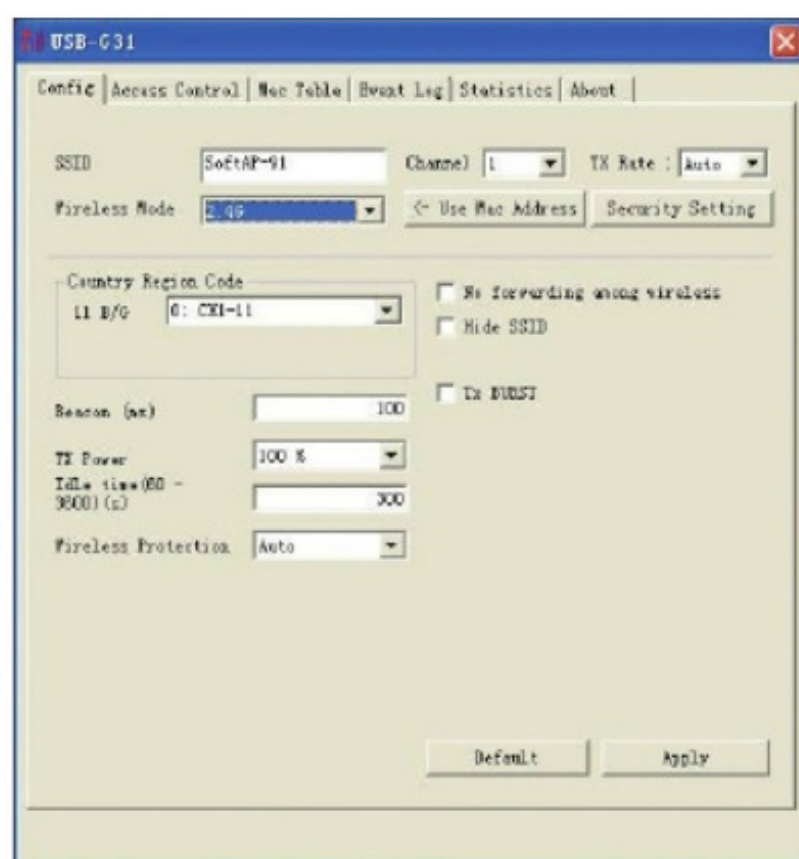 USB-G31
Config Access Control Mac Table Event Log Statistics About
SSID SoftAP-91 Channel 1 TX Rate : Auto
Wireless Mode 2.4G <- Use Mac Address Security Setting
Country Region Code
11 B/G 0: CH1-11
No forwarding among wireless
Hide SSID
Tx BURST
Beacon (ms) 100
TX Power 100 %
Idle time(60 -
3600)(s) 300
Wireless Protection Auto
Default Apply